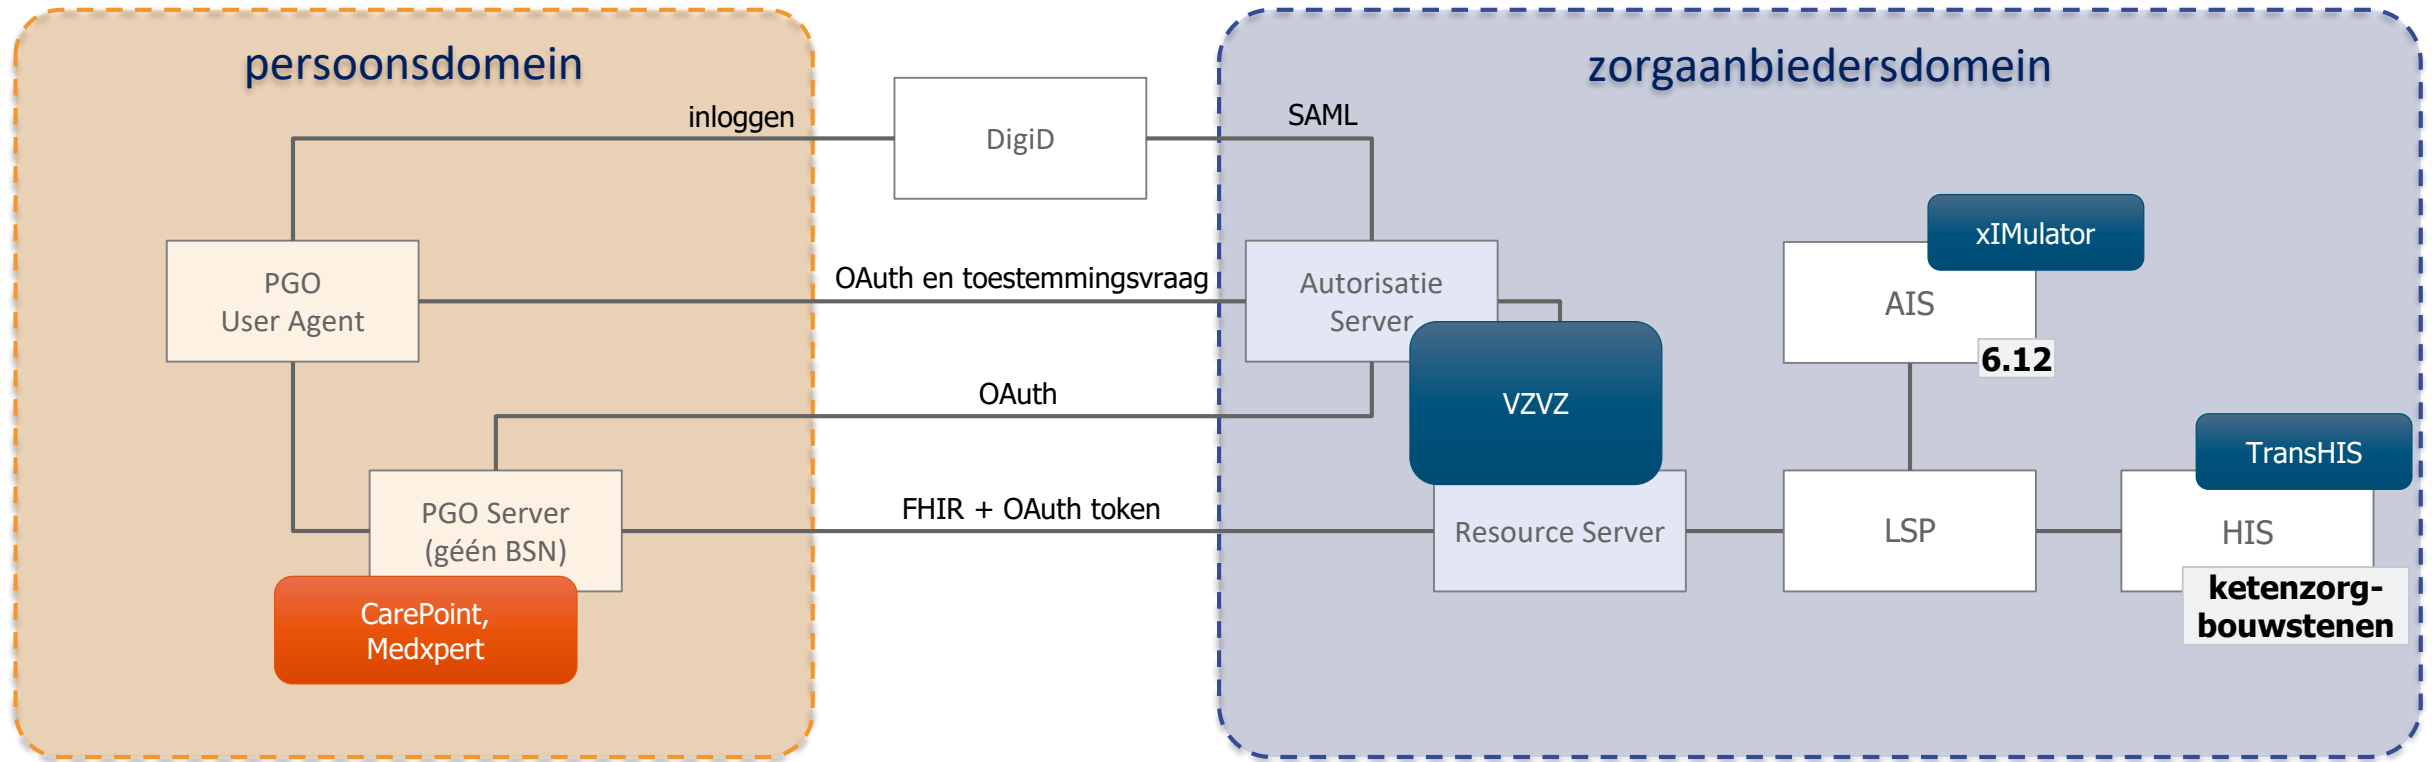 persoonsdomein
zorgaanbiedersdomein
inloggen
DigiD
SAML
xIMulator
PGO
User Agent
OAuth en toestemmingsvraag
Autorisatie
Server
AIS
6.12
OAuth
VZVZ
TransHIS
PGO Server
(géén BSN)
FHIR + OAuth token
Resource Server
LSP
HIS
ketenzorg-
bouwstenen
CarePoint,
Medxpert